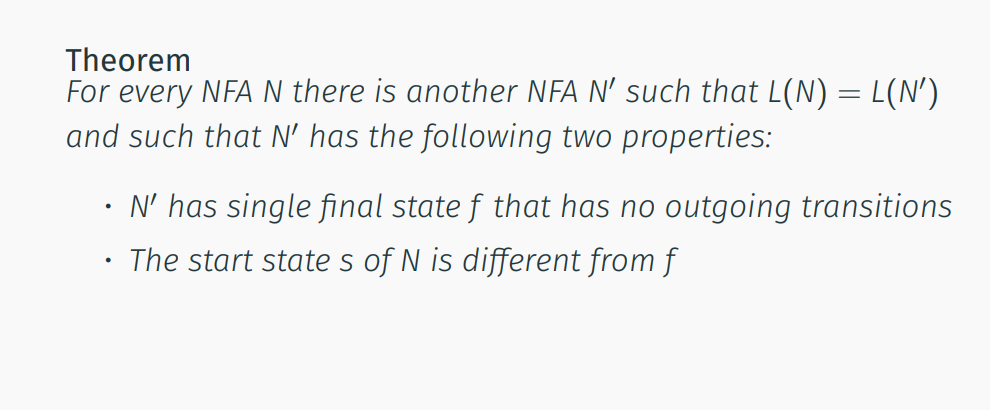 Theorem
For every NFA N there is another NFA N′ such that L(N) = L(N′)
and such that N′ has the following two properties:
• N′ has single final state f that has no outgoing transitions
• The start state s of N is different from f